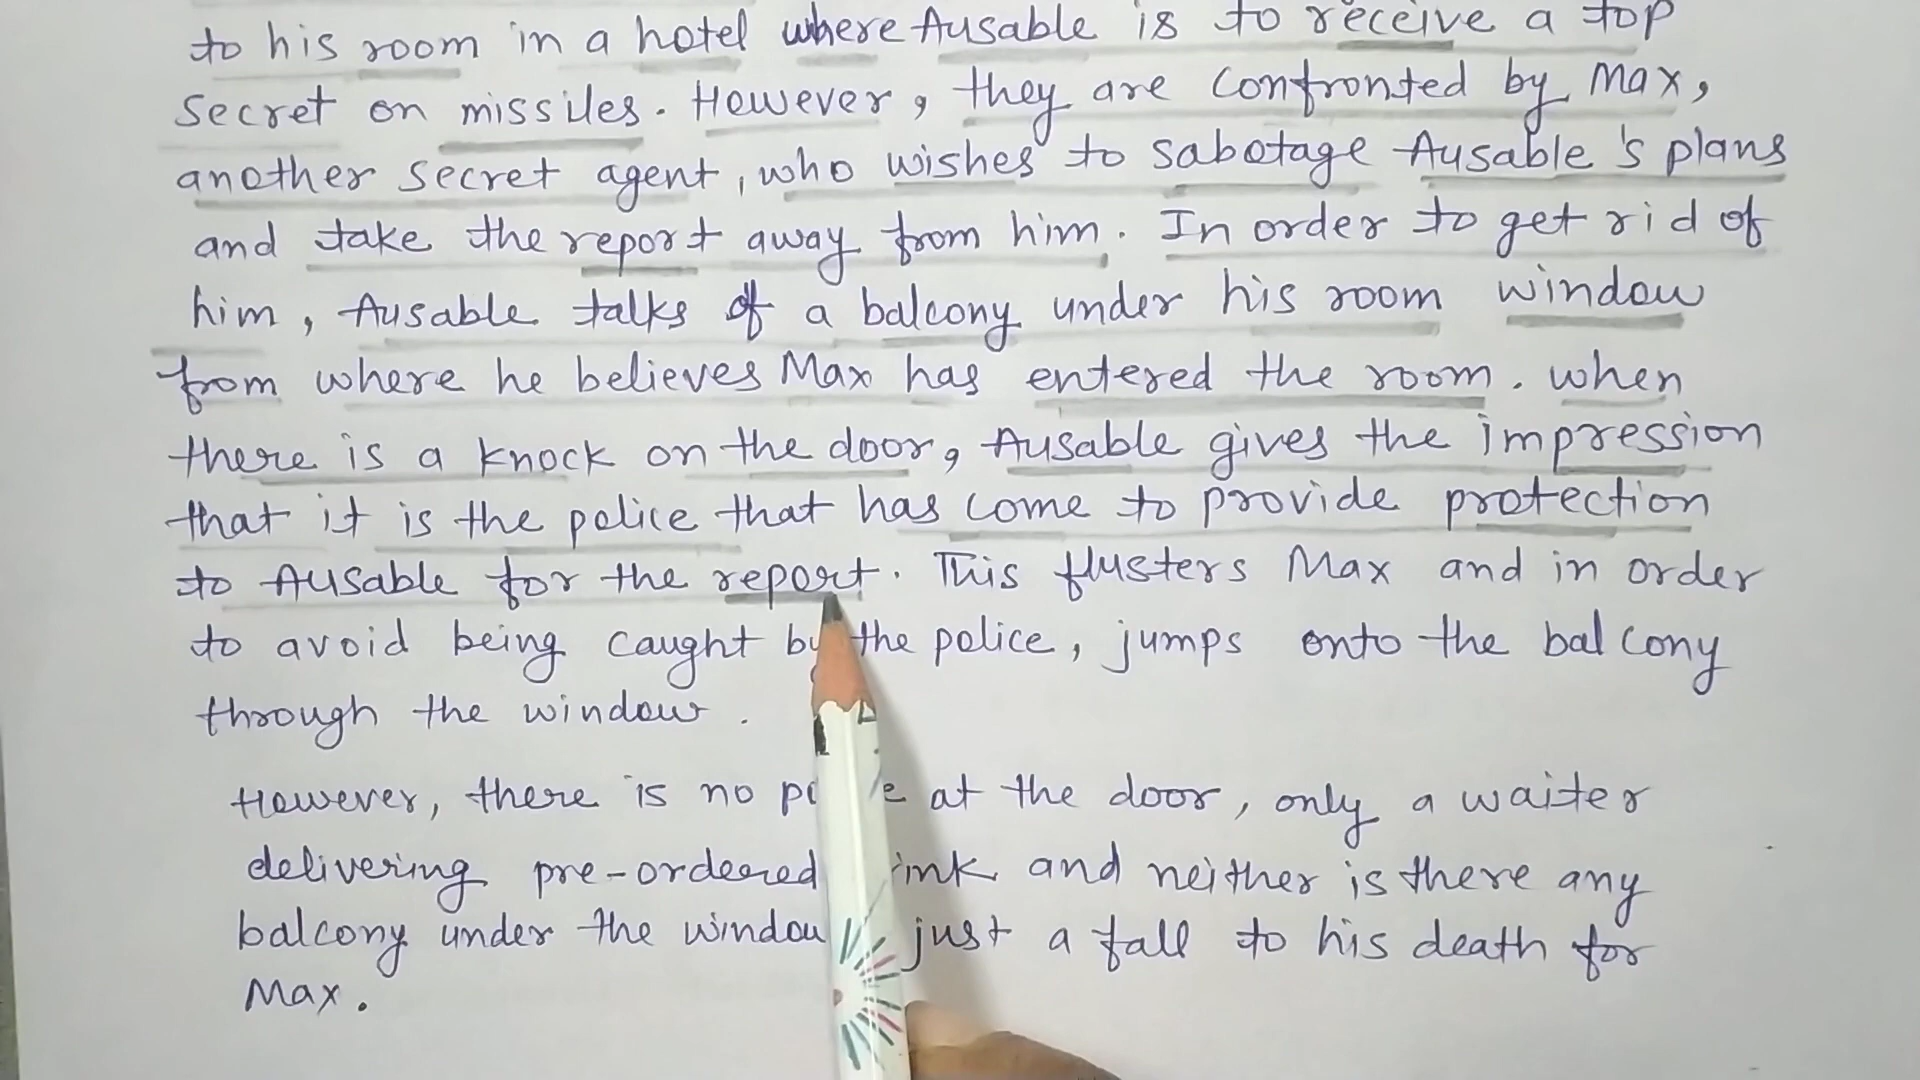 to his room in a hotel where Ausable is to receive a top
secret on missiles. However, they are confronted by Max,
another secret agent, who wishes to sabotage Ausable's plans
and take the report away from him. In order to get rid of
him, Ausable talks of a balcony under his room window
from where he believes Max has entered the room. when
there is a knock on the door, Ausable gives the impression
that it is the police that has come to provide protection
to Ausable for the report. This flusters Max and in order
to avoid being caught by the police, jumps onto the balcony
through the window.
However, there is no at the door, only a waiter
delivering pre-ordered and neither is there any
balcony under the window just a fall to his death for
Max.